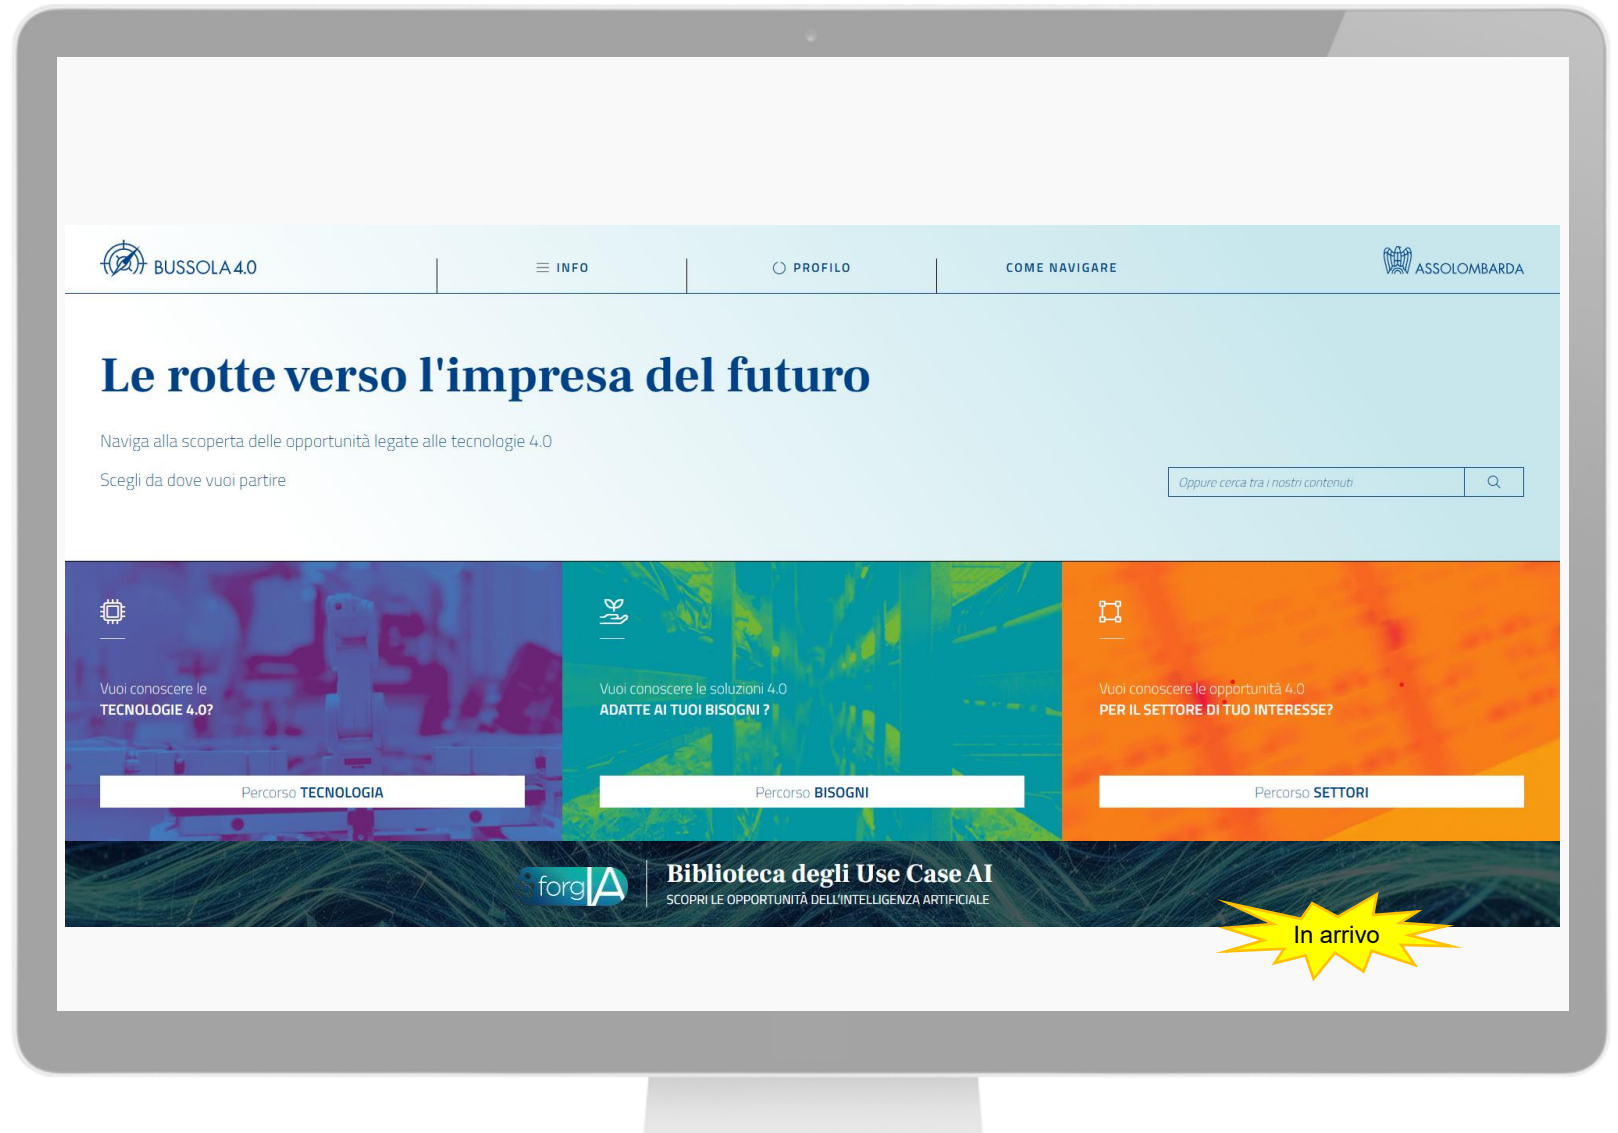 BUSSOLA 4.0
INFO
PROFILO
COME NAVIGARE
ASSOLOMBARDA
Le rotte verso l'impresa del futuro
Naviga alla scoperta delle opportunità legate alle tecnologie 4.0
Scegli da dove vuoi partire
Oppure cerca tra i nostri contenuti
Vuoi conoscere le
TECNOLOGIE 4.0?
Percorso TECNOLOGIA
Vuoi conoscere le soluzioni 4.0
ADATTE AI TUOI BISOGNI ?
Percorso BISOGNI
Vuoi conoscere le opportunità 4.0
PER IL SETTORE DI TUO INTERESSE?
Percorso SETTORI
SforgIA
Biblioteca degli Use Case AI
SCOPRI LE OPPORTUNITÀ DELL'INTELLIGENZA ARTIFICIALE
In arrivo